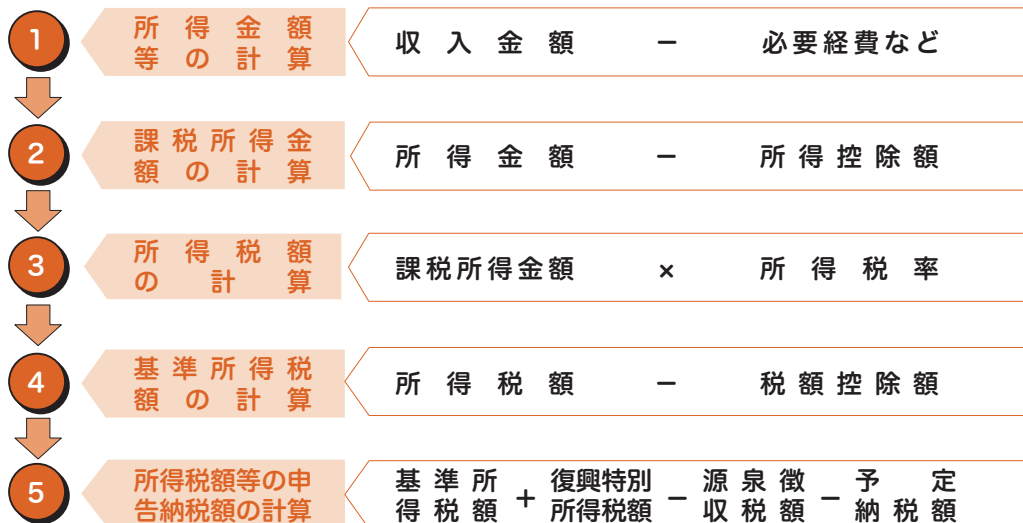 1
所得金額
等の計算
収入金額 − 必要経費など
2
課税所得金
額の計算
所得金額 − 所得控除額
3
所得税額
の計算
課税所得金額 × 所得税率
4
基準所得税
額の計算
所得税額 − 税額控除額
5
所得税額等の申
告納税額の計算
基準所
得税額
+
復興特別
所得税額
−
源泉徴
収税額
−
予定
納税額